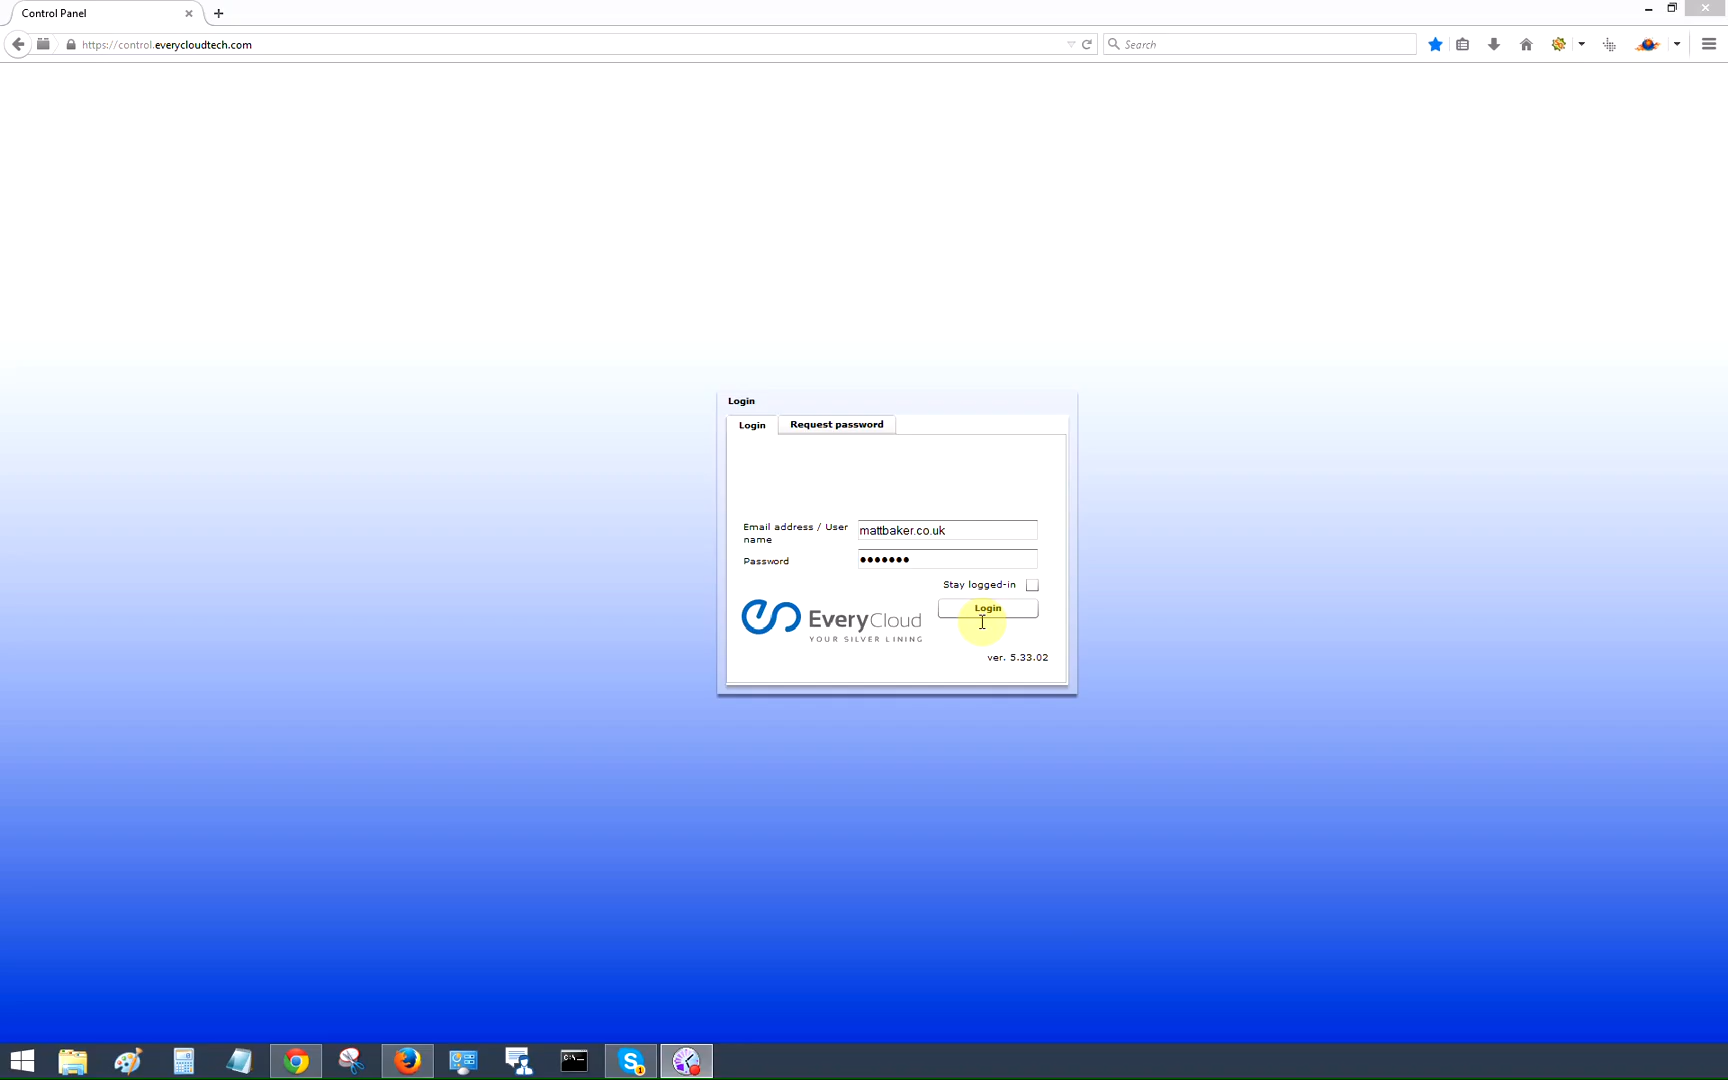 Control Panel
https://control.everycloudtech.com
Search
Login
Login
Request password
Email address / User
name
mattbaker.co.uk
Password
●●●●●●●
Stay logged-in
Login
EveryCloud
YOUR SILVER LINING
ver. 5.33.02
C:\_
S
1